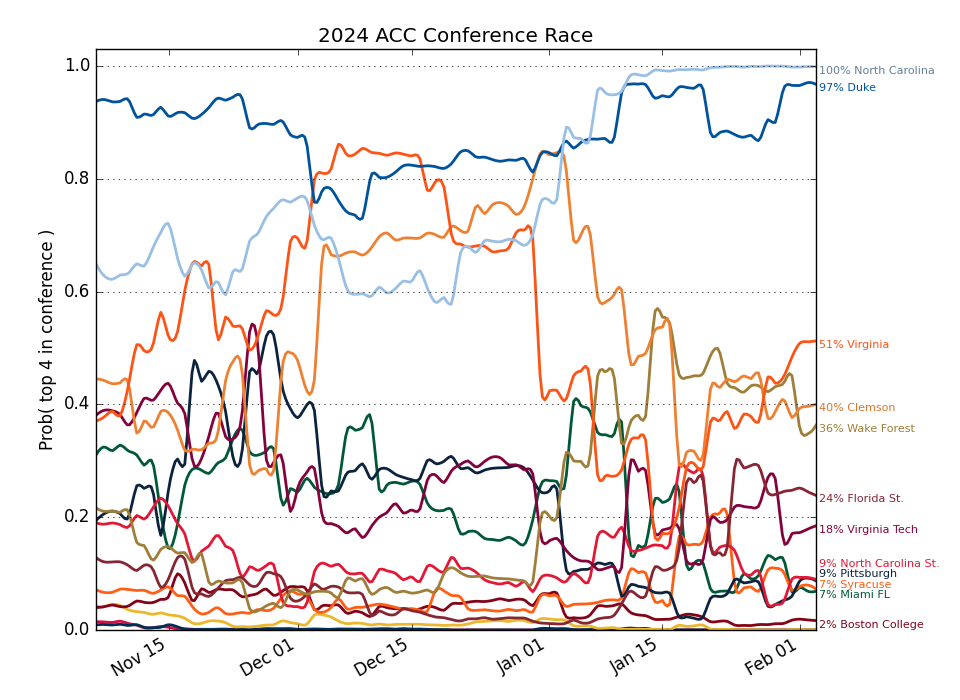 2024 ACC Conference Race
Prob( top 4 in conference )
1.0
0.8
0.6
0.4
0.2
0.0
Nov 15
Dec 01
Dec 15
Jan 01
Jan 15
Feb 01
100% North Carolina
97% Duke
51% Virginia
40% Clemson
36% Wake Forest
24% Florida St.
18% Virginia Tech
9% North Carolina St.
9% Pittsburgh
7% Syracuse
7% Miami FL
2% Boston College